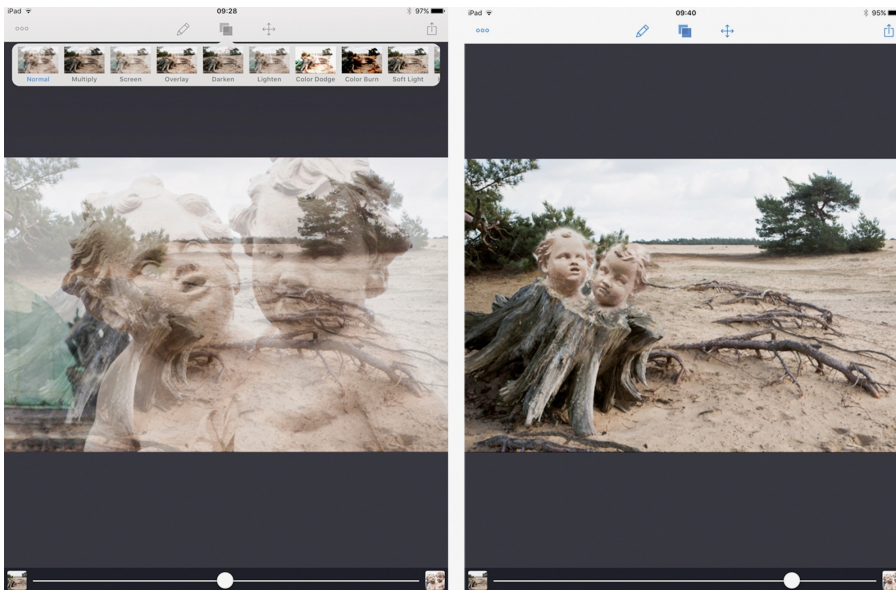 iPad 09:28 97%
Normal Multiply Screen Overlay Darken Lighten Color Dodge Color Burn Soft Light
iPad 09:40 95%